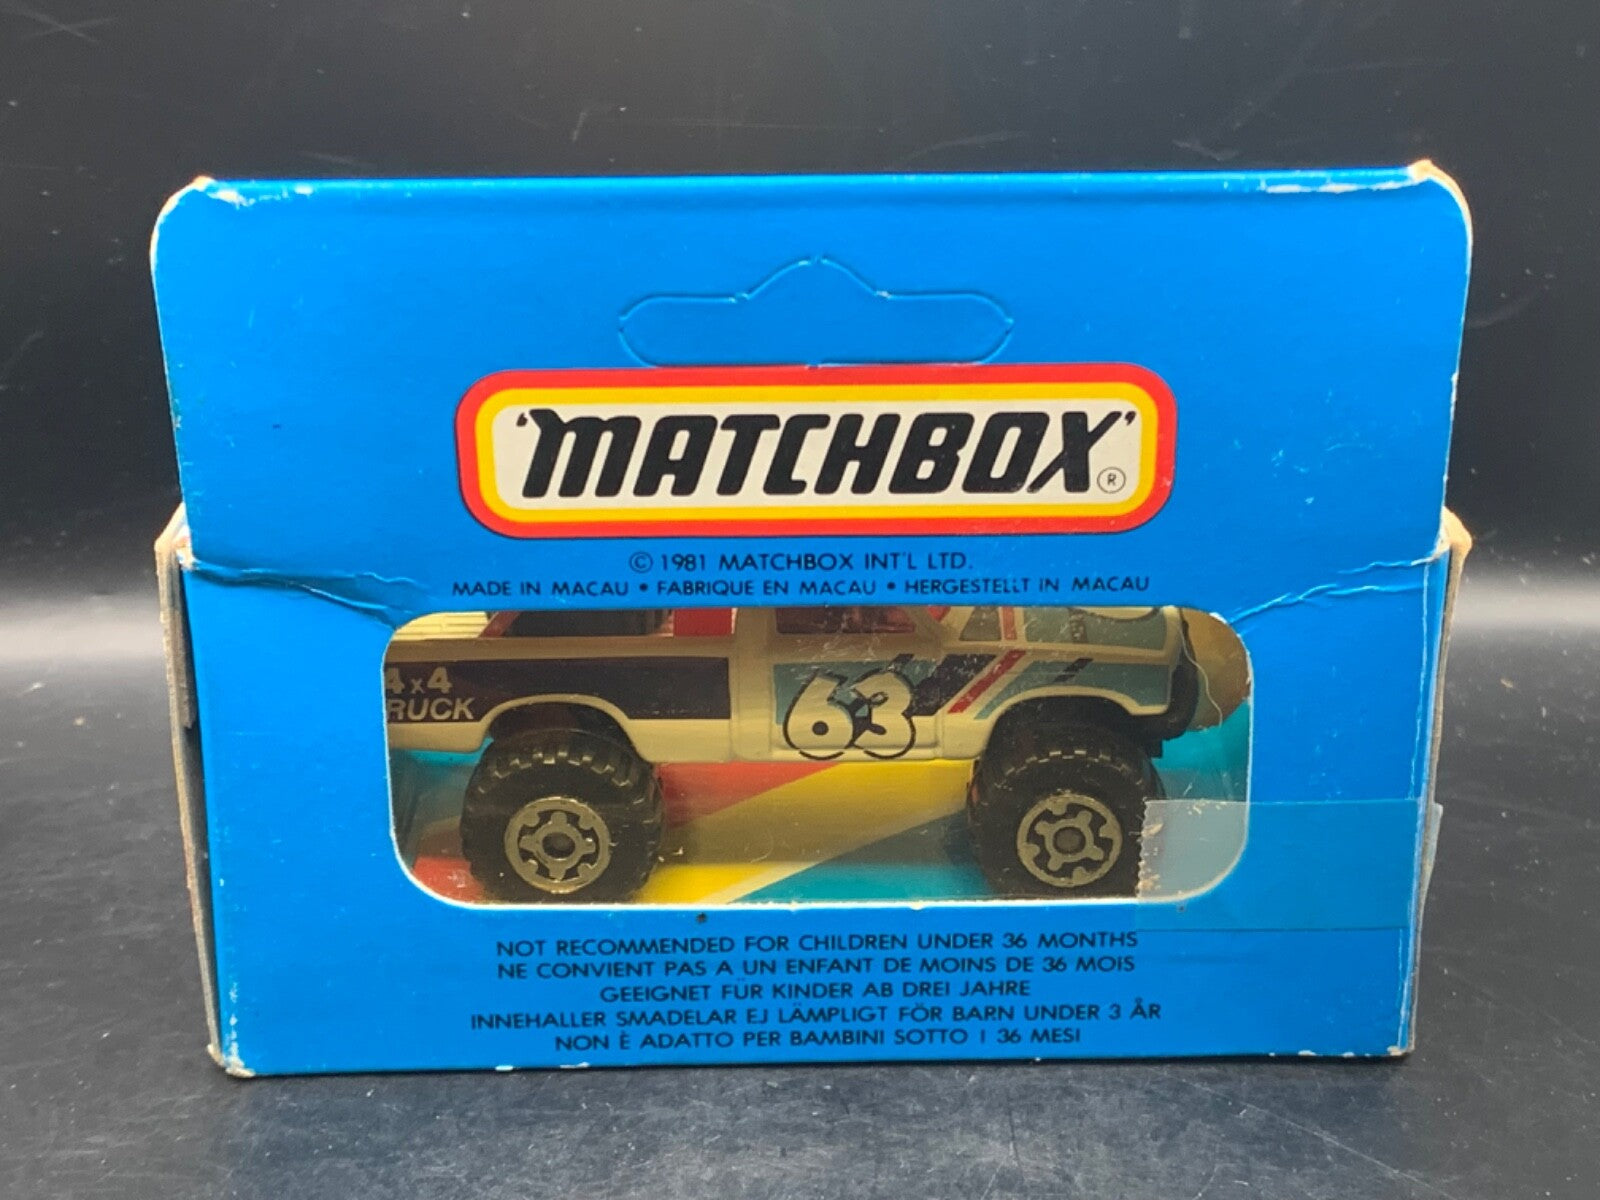 'MATCHBOX'®
© 1981 MATCHBOX INT'L LTD.
MADE IN MACAU • FABRIQUE EN MACAU • HERGESTELLT IN MACAU
4x4
RUCK
63
NOT RECOMMENDED FOR CHILDREN UNDER 36 MONTHS
NE CONVIENT PAS A UN ENFANT DE MOINS DE 36 MOIS
GEEIGNET FÜR KINDER AB DREI JAHRE
INNEHALLER SMADELAR EJ LÄMPLIGT FÖR BARN UNDER 3 ÅR
NON È ADATTO PER BAMBINI SOTTO I 36 MESI